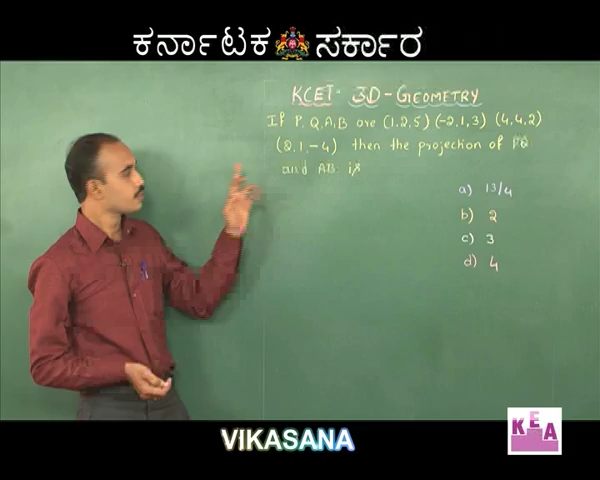 ಕರ್ನಾಟಕ ಸರ್ಕಾರ
KCET- 3D-GEOMETRY
If P, Q, A, B are (1,2,5) (-2,1,3) (4,4,2)
(2,1,-4) then the projection of PQ
and AB is
a) 13/4
b) 2
c) 3
d) 4
KEA
VIKASANA